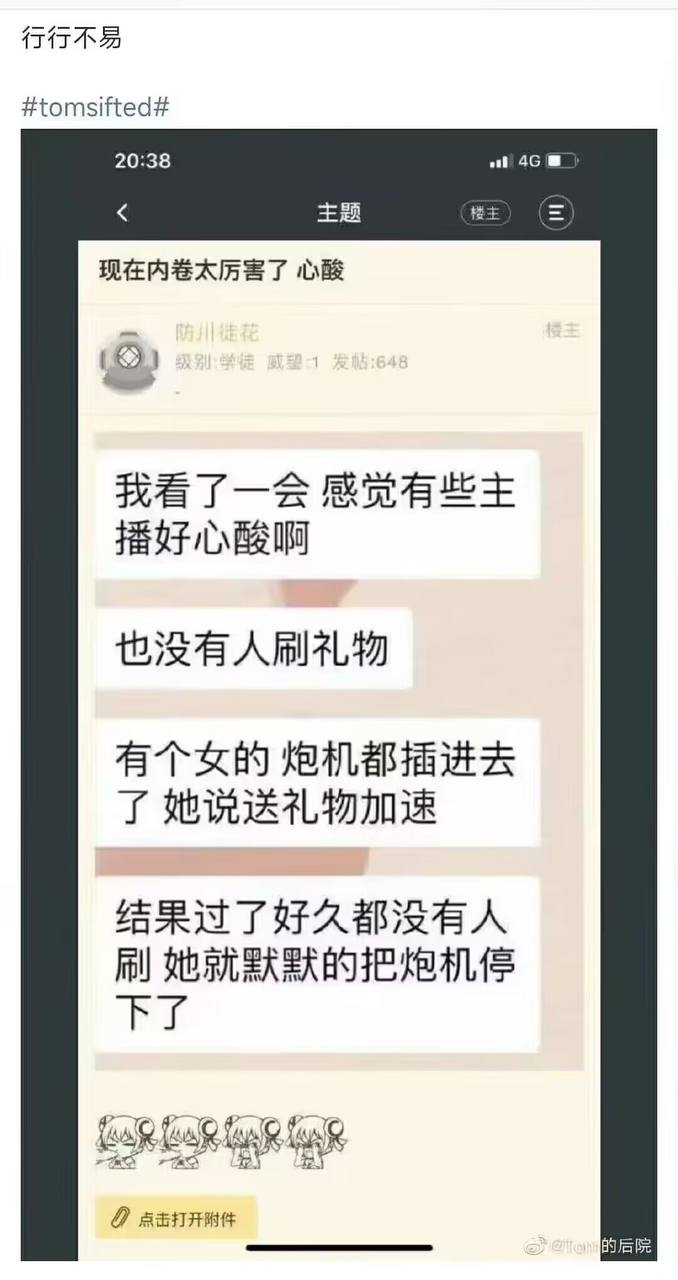 行行不易
#tomsifted#
20:38
4G
主题
楼主
现在内卷太厉害了 心酸
防川徒花
楼主
级别:学徒 威望:1 发帖:648
-
我看了一会 感觉有些主
播好心酸啊
也没有人刷礼物
有个女的 炮机都插进去
了 她说送礼物加速
结果过了好久都没有人
刷 她就默默的把炮机停
下了
点击打开附件
@Tom的后院